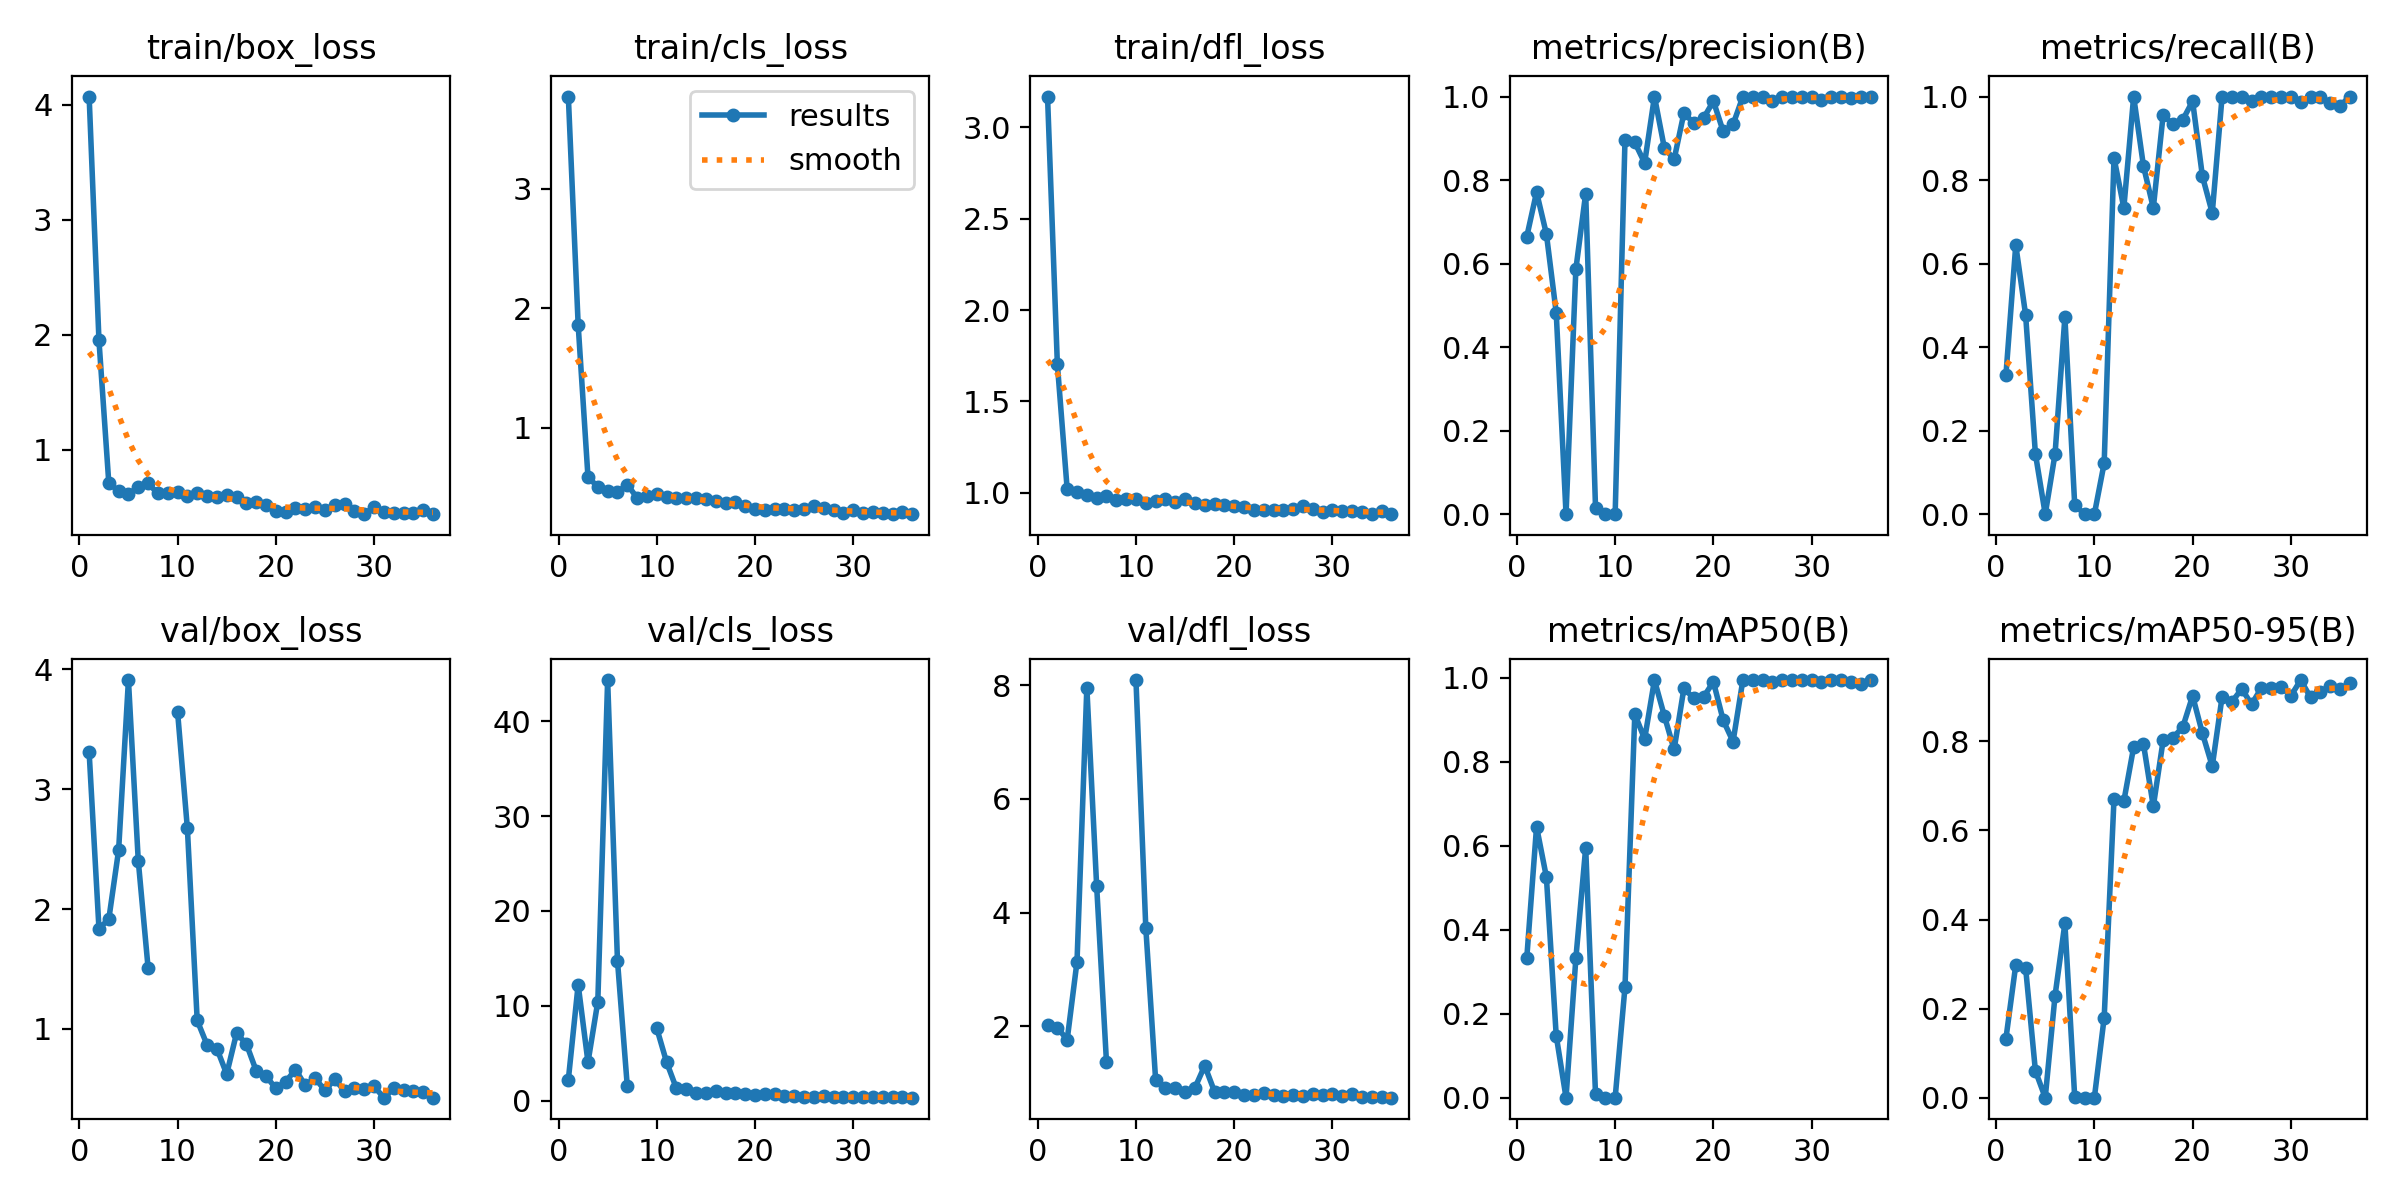 train/box_loss
train/cls_loss
train/dfl_loss
metrics/precision(B)
metrics/recall(B)
4
3
2
1
0 10 20 30
3
2
1
0 10 20 30
results
smooth
3.0
2.5
2.0
1.5
1.0
0 10 20 30
1.0
0.8
0.6
0.4
0.2
0.0
0 10 20 30
1.0
0.8
0.6
0.4
0.2
0.0
0 10 20 30
val/box_loss
val/cls_loss
val/dfl_loss
metrics/mAP50(B)
metrics/mAP50-95(B)
4
3
2
1
0 10 20 30
40
30
20
10
0
0 10 20 30
8
6
4
2
0 10 20 30
1.0
0.8
0.6
0.4
0.2
0.0
0 10 20 30
0.8
0.6
0.4
0.2
0.0
0 10 20 30